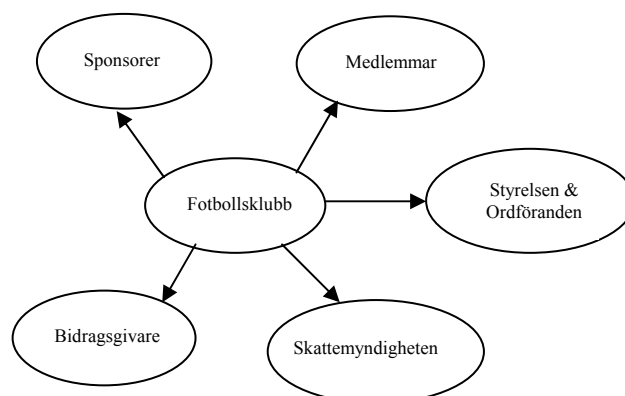 Sponsorer
Medlemmar
Fotbollsklubb
Styrelsen &
Ordföranden
Bidragsgivare
Skattemyndigheten